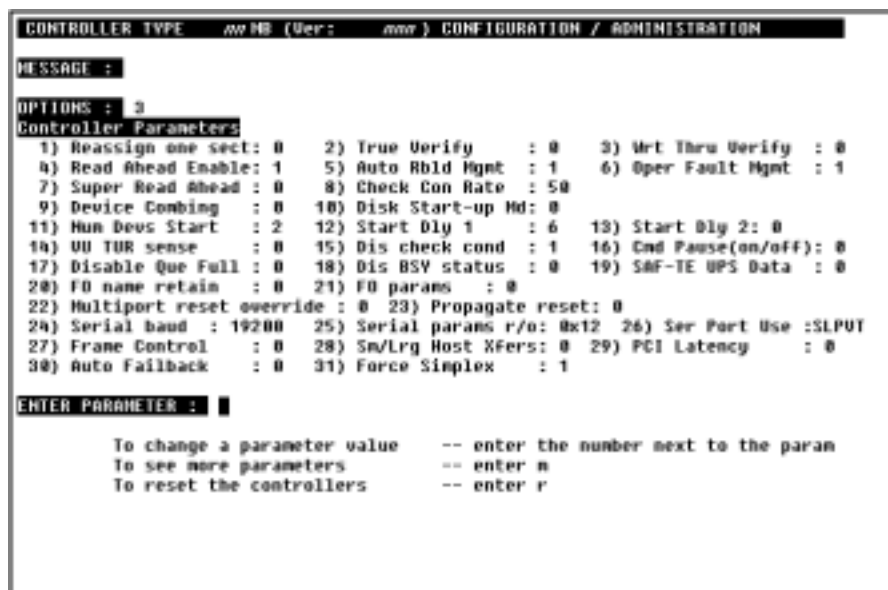 CONTROLLER TYPE nn MB (Ver: nnnn) CONFIGURATION / ADMINISTRATION
MESSAGE :
OPTIONS : 3
Controller Parameters
1) Reassign one sect: 0 2) True Verify : 0 3) Wrt Thru Verify : 0
4) Read Ahead Enable: 1 5) Auto Rbld Mgmt : 1 6) Oper Fault Mgmt : 1
7) Super Read Ahead : 0 8) Check Con Rate : 50
9) Device Combing : 0 10) Disk Start-up Md: 0
11) Num Devs Start : 2 12) Start Dly 1 : 6 13) Start Dly 2: 0
14) VU TUR sense : 0 15) Dis check cond : 1 16) Cmd Pause(on/off): 0
17) Disable Que Full : 0 18) Dis BSY status : 0 19) SAF-TE UPS Data : 0
20) FO name retain : 0 21) FO params : 0
22) Multiport reset override : 0 23) Propagate reset: 0
24) Serial baud : 19200 25) Serial params r/o: 0x12 26) Ser Port Use :SLPVT
27) Frame Control : 0 28) Sm/Lrg Host Xfers: 0 29) PCI Latency : 0
30) Auto Failback : 0 31) Force Simplex : 1
ENTER PARAMETER :
To change a parameter value -- enter the number next to the param
To see more parameters -- enter m
To reset the controllers -- enter r